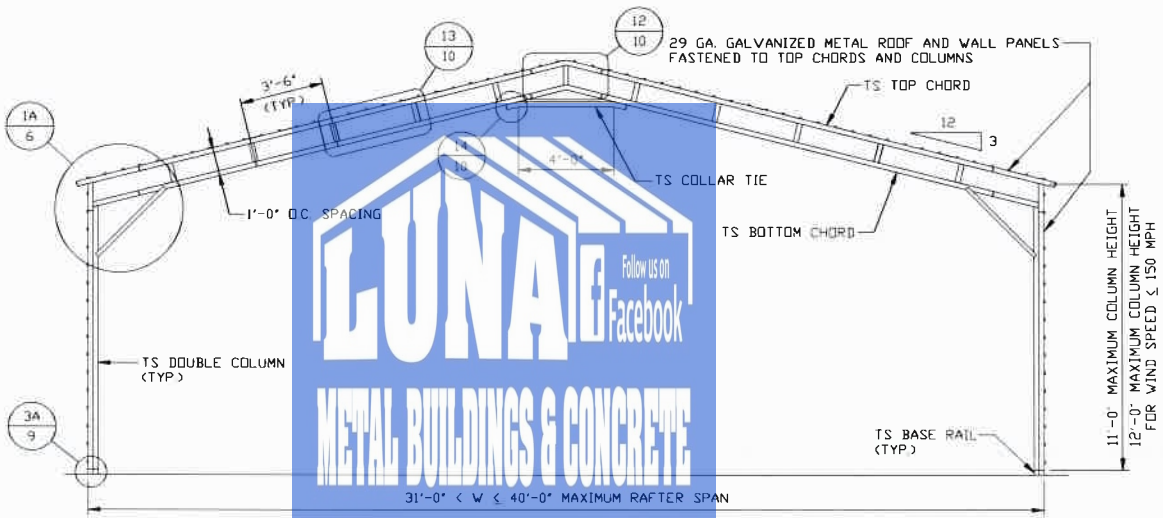 12
10
13
10
29 GA. GALVANIZED METAL ROOF AND WALL PANELS
FASTENED TO TOP CHORDS AND COLUMNS
3'-6"
(TYP.)
TS TOP CHORD
1A
6
12
3
14
10
4'-0"
TS COLLAR TIE
1'-0" O.C. SPACING
TS BOTTOM CHORD
LUNA
f
Follow us on
Facebook
METAL BUILDINGS & CONCRETE
TS DOUBLE COLUMN
(TYP.)
3A
9
TS BASE RAIL
(TYP.)
11'-0" MAXIMUM COLUMN HEIGHT
12'-0" MAXIMUM COLUMN HEIGHT
FOR WIND SPEED ≤ 150 MPH
31'-0" < W ≤ 40'-0" MAXIMUM RAFTER SPAN